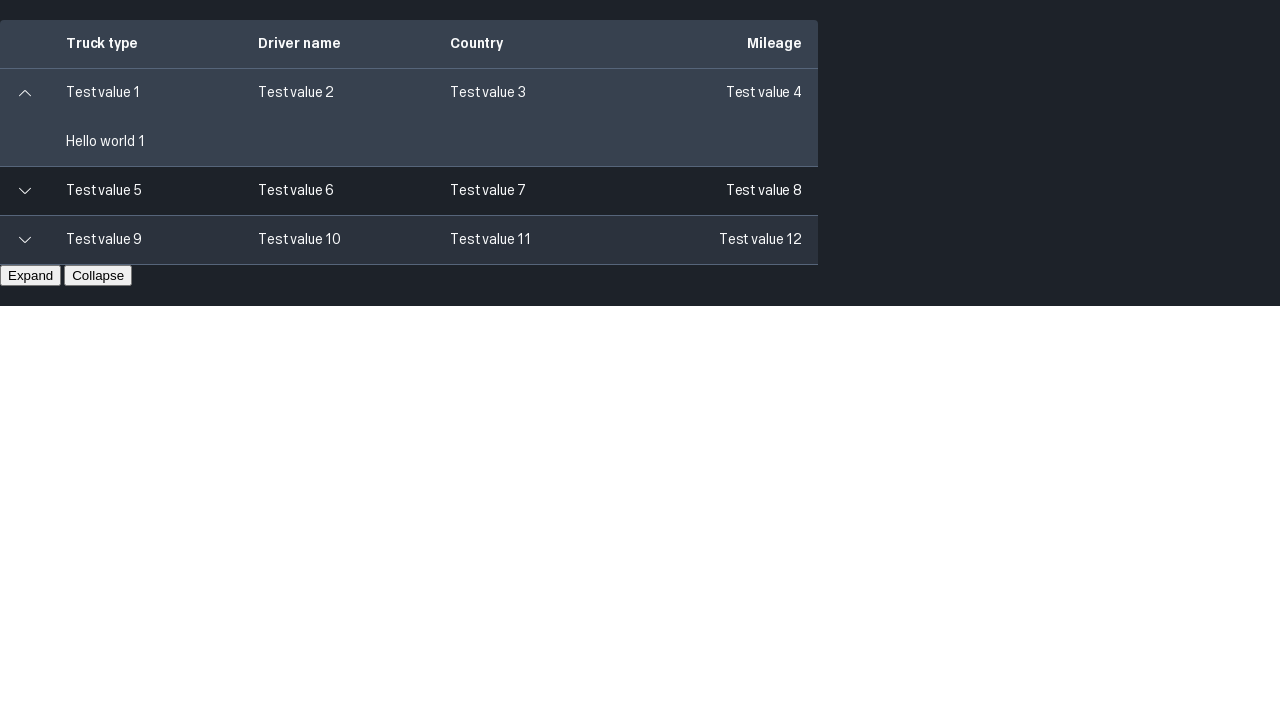 Truck type Driver name Country Mileage
Test value 1 Test value 2 Test value 3 Test value 4
Hello world 1
Test value 5 Test value 6 Test value 7 Test value 8
Test value 9 Test value 10 Test value 11 Test value 12
Expand Collapse